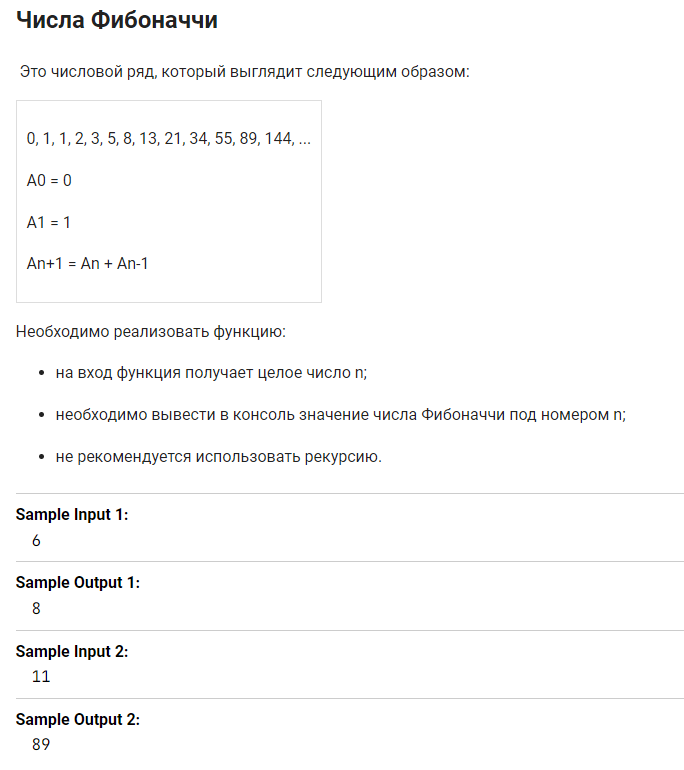 Числа Фибоначчи
Это числовой ряд, который выглядит следующим образом:
0, 1, 1, 2, 3, 5, 8, 13, 21, 34, 55, 89, 144, ...
A0 = 0
A1 = 1
An+1 = An + An-1
Необходимо реализовать функцию:
• на вход функция получает целое число n;
• необходимо вывести в консоль значение числа Фибоначчи под номером n;
• не рекомендуется использовать рекурсию.
Sample Input 1:
6
Sample Output 1:
8
Sample Input 2:
11
Sample Output 2:
89